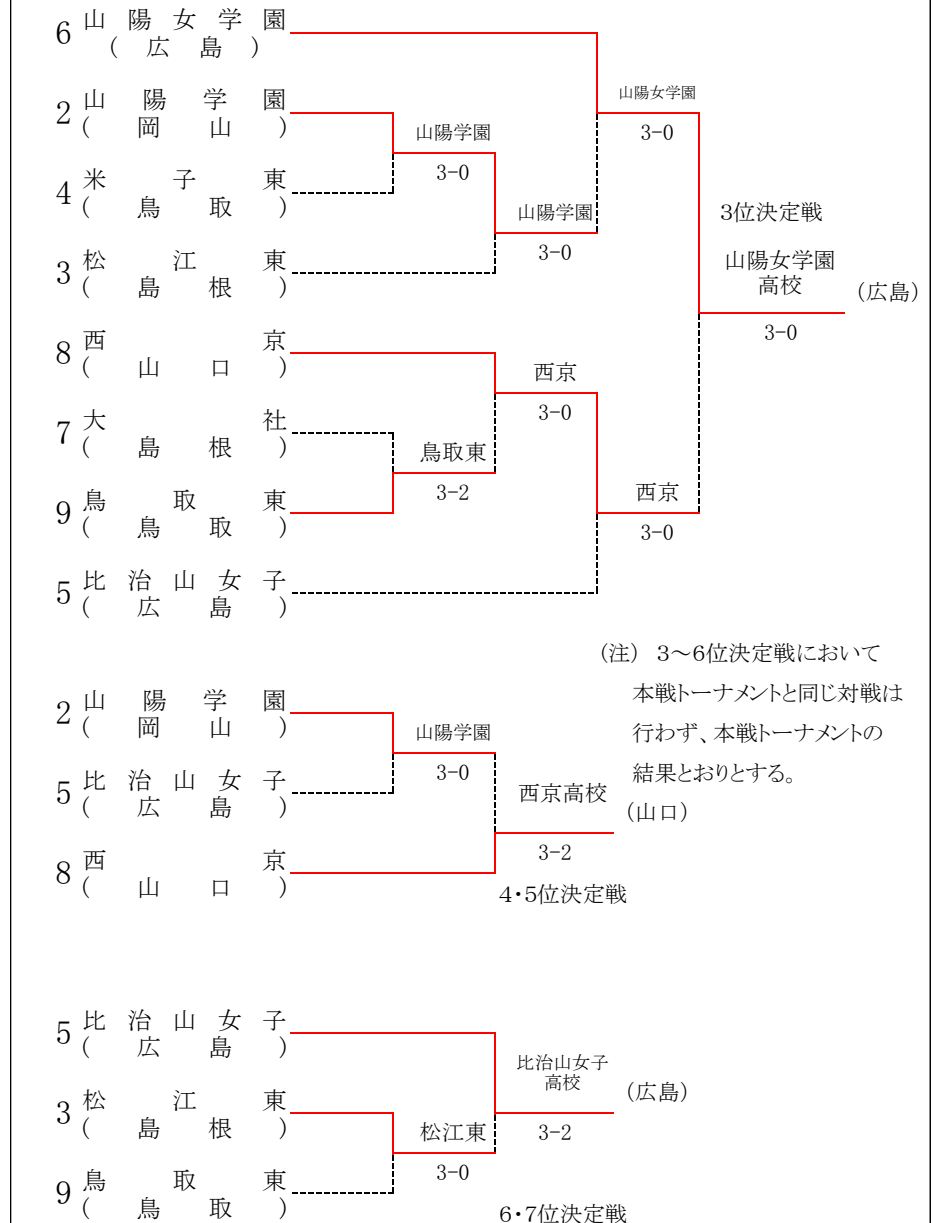 6 山陽女学園
(広島)
山陽女学園
3-0
2 山陽学園
(岡山)
山陽学園
3-0
4 米子東
(鳥取)
山陽学園
3-0
3位決定戦
3 松江東
(島根)
山陽女学園
高校
(広島)
3-0
8 西京
(山口)
西京
3-0
7 大社
(島根)
鳥取東
3-2
9 鳥取東
(鳥取)
西京
3-0
5 比治山女子
(広島)
(注) 3～6位決定戦において
本戦トーナメントと同じ対戦は
行わず、本戦トーナメントの
結果とおりとする。
2 山陽学園
(岡山)
山陽学園
3-0
5 比治山女子
(広島)
西京高校
(山口)
3-2
8 西京
(山口)
4・5位決定戦
5 比治山女子
(広島)
比治山女子
高校
(広島)
3-2
3 松江東
(島根)
松江東
3-0
9 鳥取東
(鳥取)
6・7位決定戦